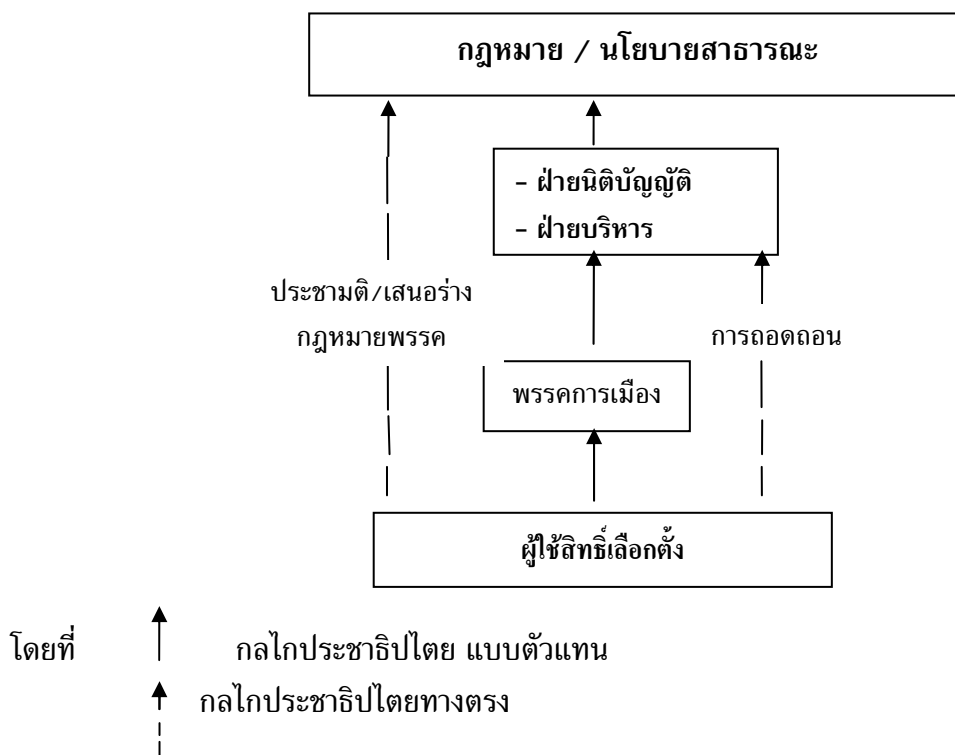 กฎหมาย / นโยบายสาธารณะ
- ฝ่ายนิติบัญญัติ
- ฝ่ายบริหาร
ประชามติ/เสนอร่าง
กฎหมายพรรค
การถอดถอน
พรรคการเมือง
ผู้ใช้สิทธิ์เลือกตั้ง
โดยที่ กลไกประชาธิปไตย แบบตัวแทน
กลไกประชาธิปไตยทางตรง